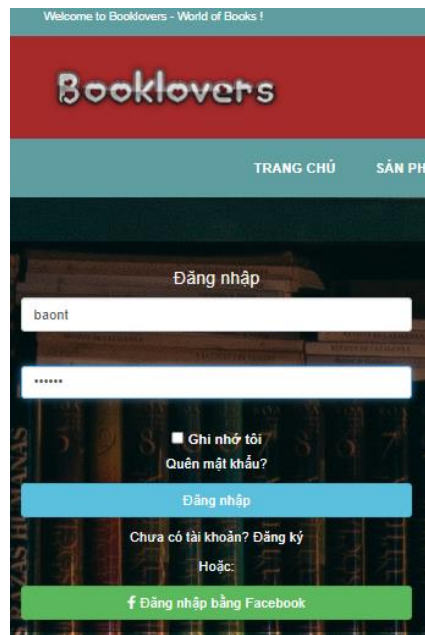 Welcome to Booklovers - World of Books !
Booklovers
TRANG CHỦ SẢN PH
Đăng nhập
baont
••••••
Ghi nhớ tôi
Quên mật khẩu?
Đăng nhập
Chưa có tài khoản? Đăng ký
Hoặc:
Đăng nhập bằng Facebook